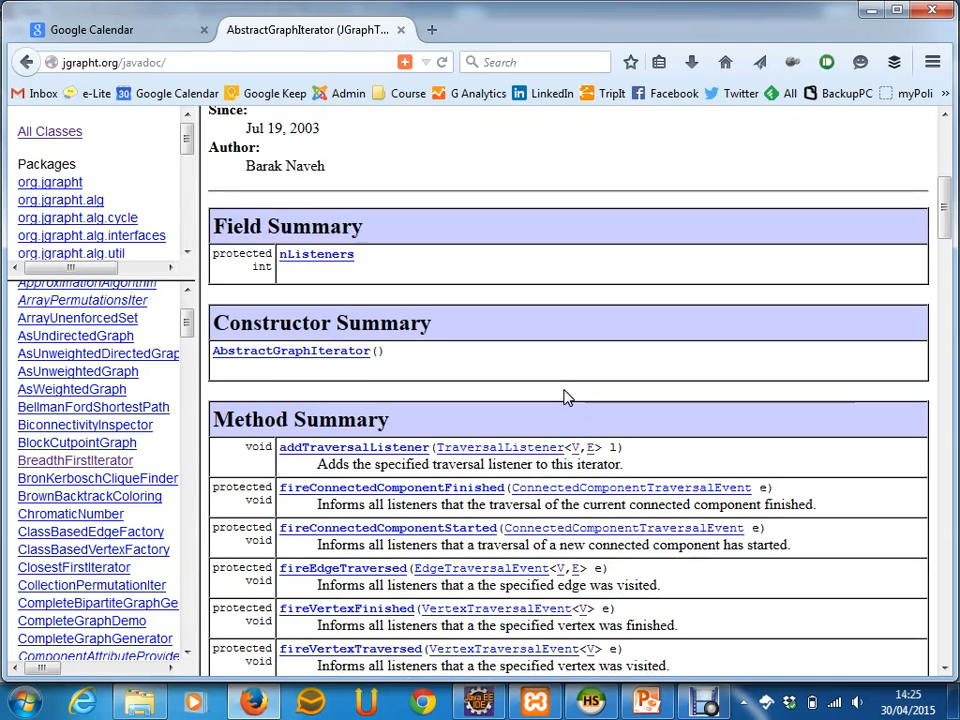 Google Calendar
AbstractGraphIterator (JGraphT...
jgrapht.org/javadoc/
Search
Inbox
e-Lite
30 Google Calendar
Google Keep
Admin
Course
G Analytics
LinkedIn
TripIt
Facebook
Twitter
All
BackupPC
myPoli
»
All Classes
Packages
org.jgrapht
org.jgrapht.alg
org.jgrapht.alg.cycle
org.jgrapht.alg.interfaces
org.jgrapht.alg.util
ApproximationAlgorithm
ArrayPermutationsIter
ArrayUnenforcedSet
AsUndirectedGraph
AsUnweightedDirectedGrap
AsUnweightedGraph
AsWeightedGraph
BellmanFordShortestPath
BiconnectivityInspector
BlockCutpointGraph
BreadthFirstIterator
BronKerboschCliqueFinder
BrownBacktrackColoring
ChromaticNumber
ClassBasedEdgeFactory
ClassBasedVertexFactory
ClosestFirstIterator
CollectionPermutationIter
CompleteBipartiteGraphGe
CompleteGraphDemo
CompleteGraphGenerator
ComponentAttributeProvide
Since:
Jul 19, 2003
Author:
Barak Naveh
Field Summary
protected int nListeners
Constructor Summary
AbstractGraphIterator()
Method Summary
void addTraversalListener(TraversalListener<V,E> l)
Adds the specified traversal listener to this iterator.
protected void fireConnectedComponentFinished(ConnectedComponentTraversalEvent e)
Informs all listeners that the traversal of the current connected component finished.
protected void fireConnectedComponentStarted(ConnectedComponentTraversalEvent e)
Informs all listeners that a traversal of a new connected component has started.
protected void fireEdgeTraversed(EdgeTraversalEvent<V,E> e)
Informs all listeners that a the specified edge was visited.
protected void fireVertexFinished(VertexTraversalEvent<V> e)
Informs all listeners that a the specified vertex was finished.
protected void fireVertexTraversed(VertexTraversalEvent<V> e)
Informs all listeners that a the specified vertex was visited.
14:25
30/04/2015